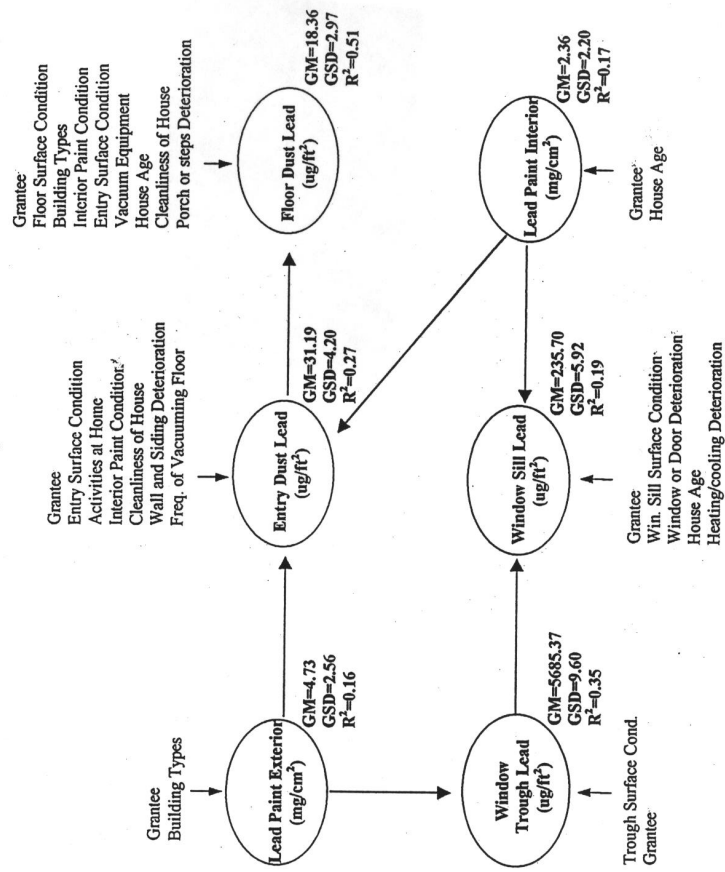 Grantee
Building Types
Lead Paint Exterior
(mg/cm²)
GM=4.73
GSD=2.56
R²=0.16
Grantee
Entry Surface Condition
Activities at Home
Interior Paint Condition
Cleanliness of House
Wall and Siding Deterioration
Freq. of Vacuuming Floor
Entry Dust Lead
(ug/ft²)
GM=31.19
GSD=4.20
R²=0.27
Grantee
Floor Surface Condition
Building Types
Interior Paint Condition
Entry Surface Condition
Vacuum Equipment
House Age
Cleanliness of House
Porch or steps Deterioration
Floor Dust Lead
(ug/ft²)
GM=18.36
GSD=2.97
R²=0.51
Window
Trough Lead
(ug/ft²)
GM=5685.37
GSD=9.60
R²=0.35
Trough Surface Cond.
Grantee
Window Sill Lead
(ug/ft²)
GM=235.70
GSD=5.92
R²=0.19
Grantee
Win. Sill Surface Condition
Window or Door Deterioration
House Age
Heating/cooling Deterioration
Lead Paint Interior
(mg/cm²)
GM=2.36
GSD=2.20
R²=0.17
Grantee
House Age